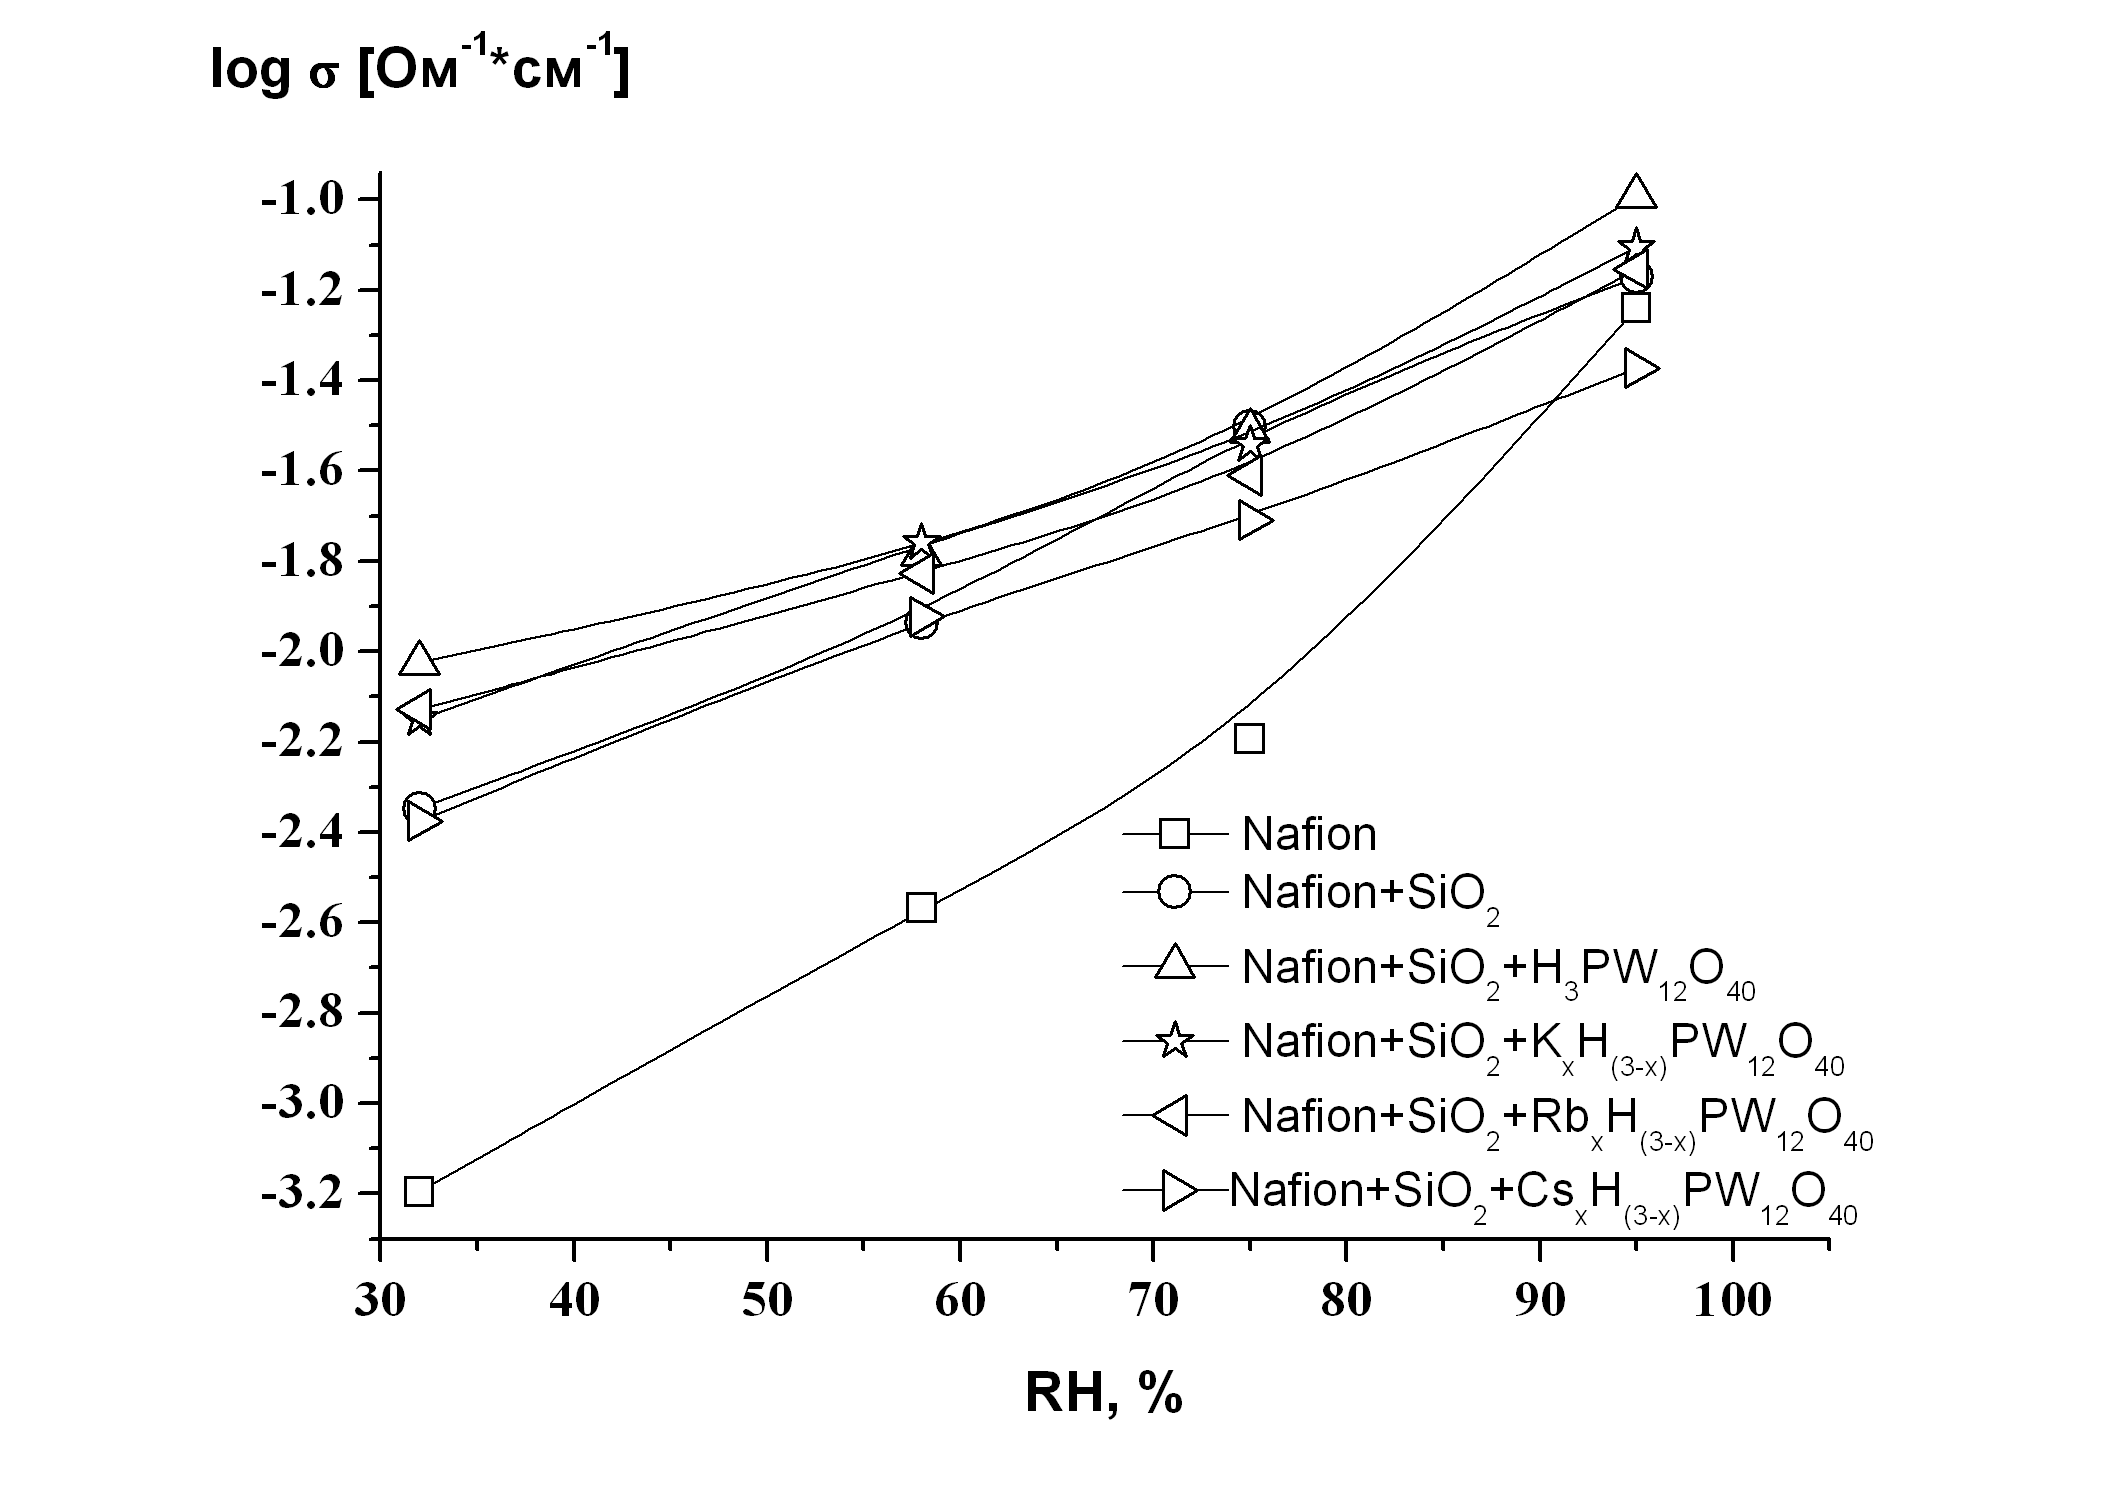 log σ [Ом⁻¹*см⁻¹]
-1.0
-1.2
-1.4
-1.6
-1.8
-2.0
-2.2
-2.4
-2.6
-2.8
-3.0
-3.2
30 40 50 60 70 80 90 100
RH, %
Nafion
Nafion+SiO₂
Nafion+SiO₂+H₃PW₁₂O₄₀
Nafion+SiO₂+KₓH₍₃₋ₓ₎PW₁₂O₄₀
Nafion+SiO₂+RbₓH₍₃₋ₓ₎PW₁₂O₄₀
Nafion+SiO₂+CsₓH₍₃₋ₓ₎PW₁₂O₄₀